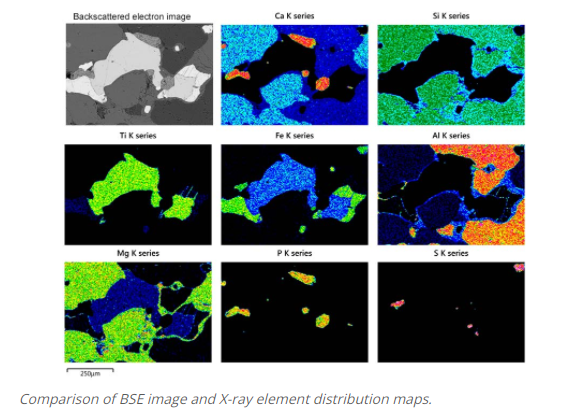 Backscattered electron image
Ca K series
Si K series
Ti K series
Fe K series
Al K series
Mg K series
P K series
S K series
250µm
Comparison of BSE image and X-ray element distribution maps.